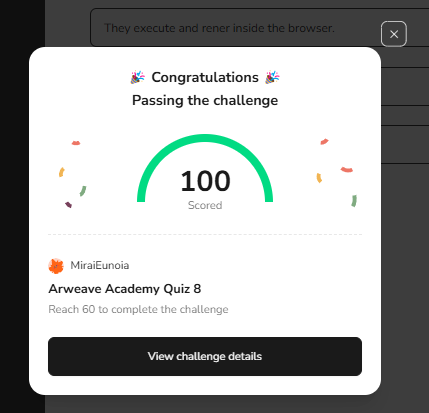 They execute and rener inside the browser.
Congratulations
Passing the challenge
100
Scored
MiraiEunoia
Arweave Academy Quiz 8
Reach 60 to complete the challenge
View challenge details